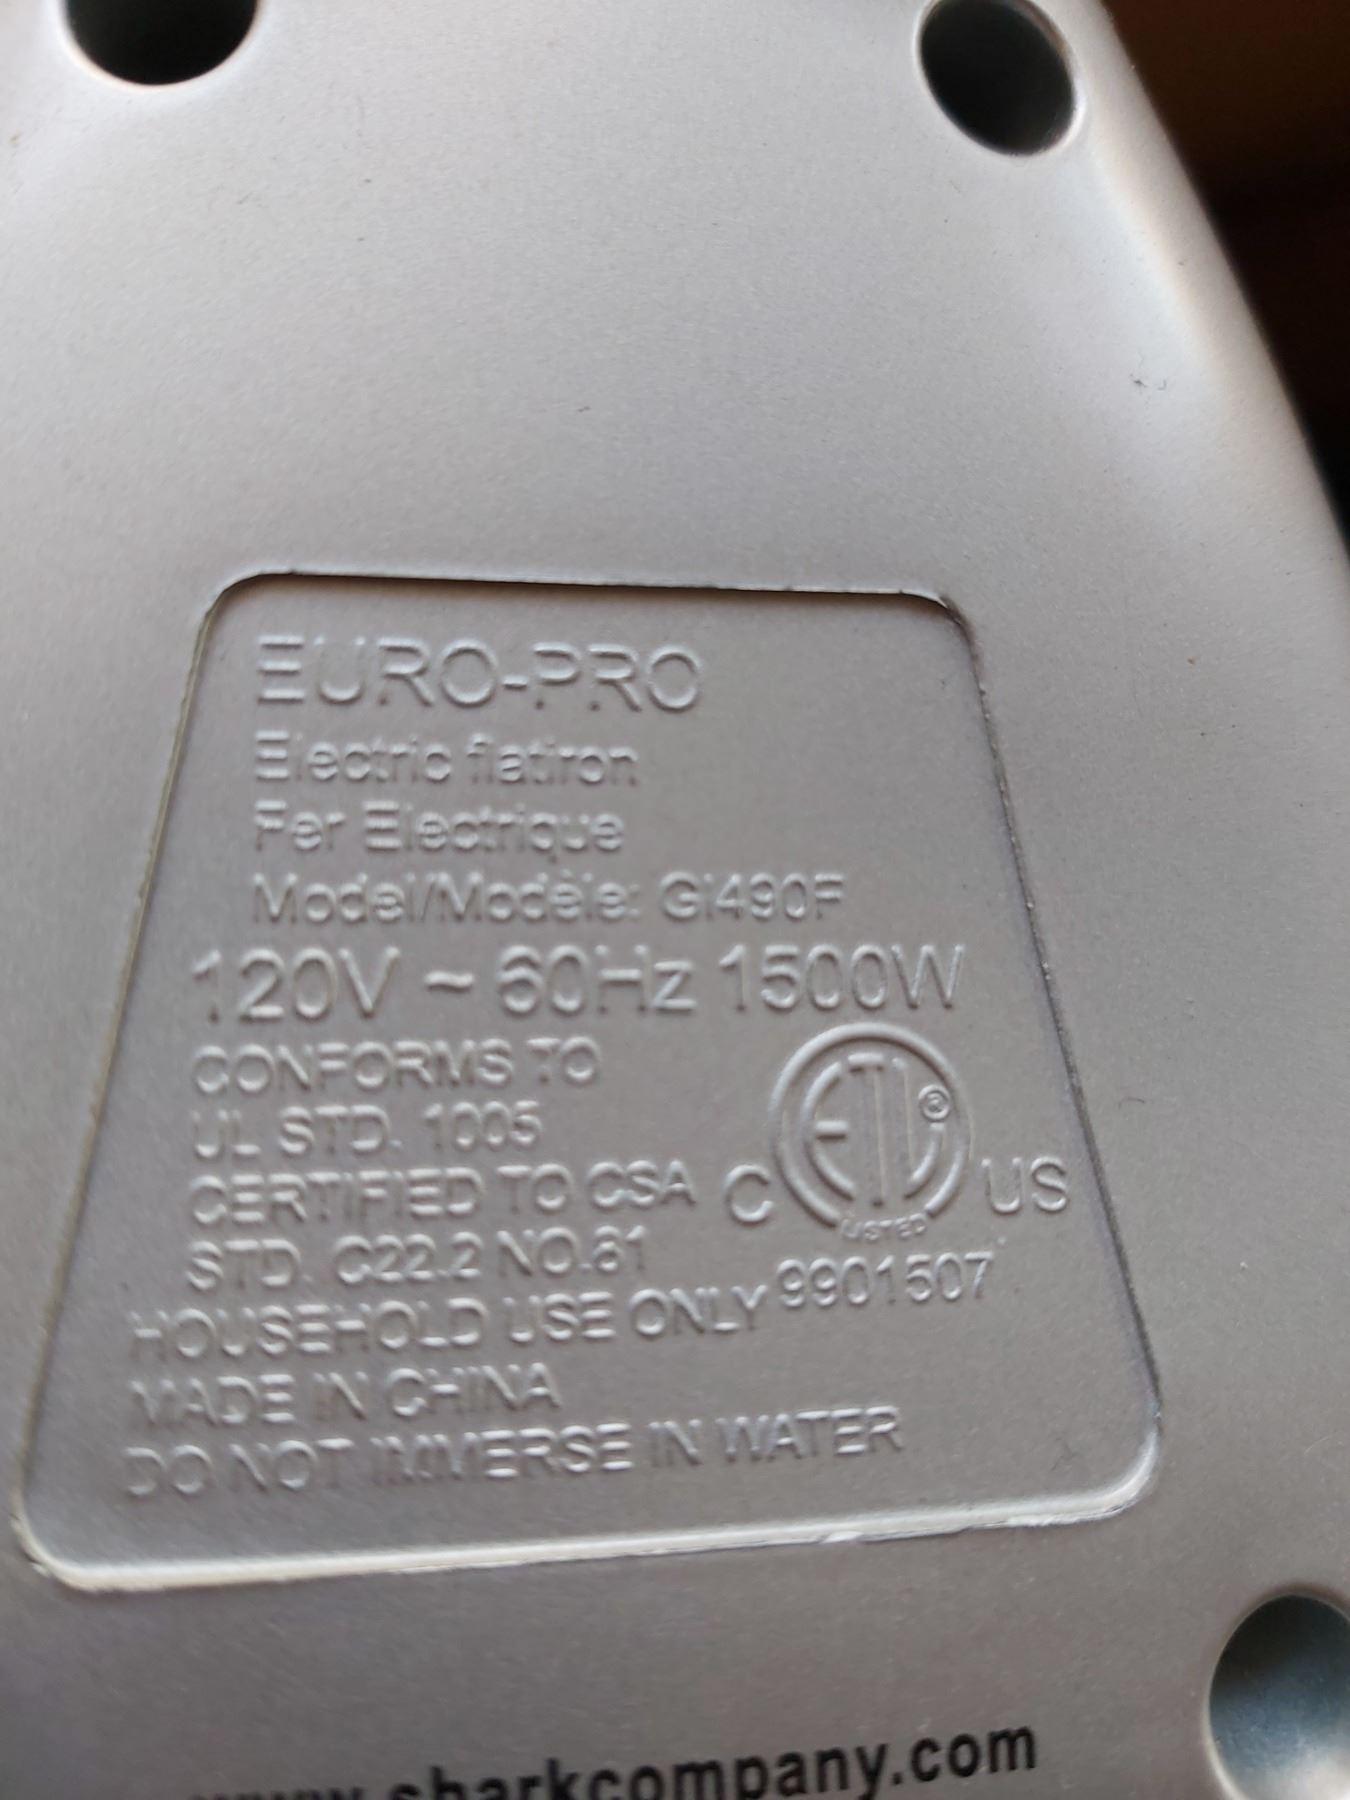 EURO-PRO
Electric flatiron
Fer Electrique
Model/Modèle: GI490F
120V ~ 60Hz 1500W
CONFORMS TO
UL STD. 1005
CERTIFIED TO CSA
STD. C22.2 NO.81
C ETL® US
LISTED
9901507
HOUSEHOLD USE ONLY
MADE IN CHINA
DO NOT IMMERSE IN WATER
www.sharkcompany.com